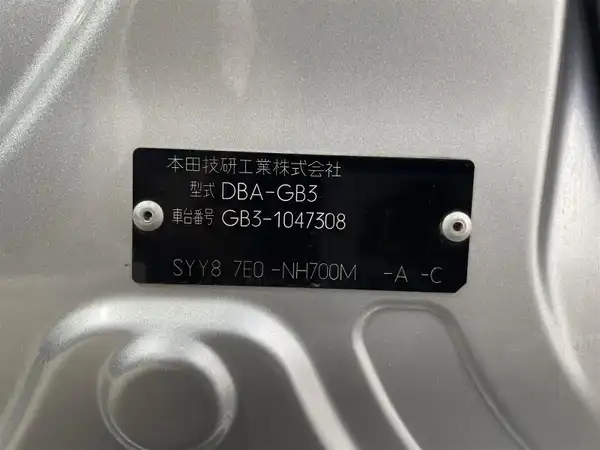 本田技研工業株式会社
型式 DBA-GB3
車台番号 GB3-1047308
SYY8 7E0 -NH700M -A -C